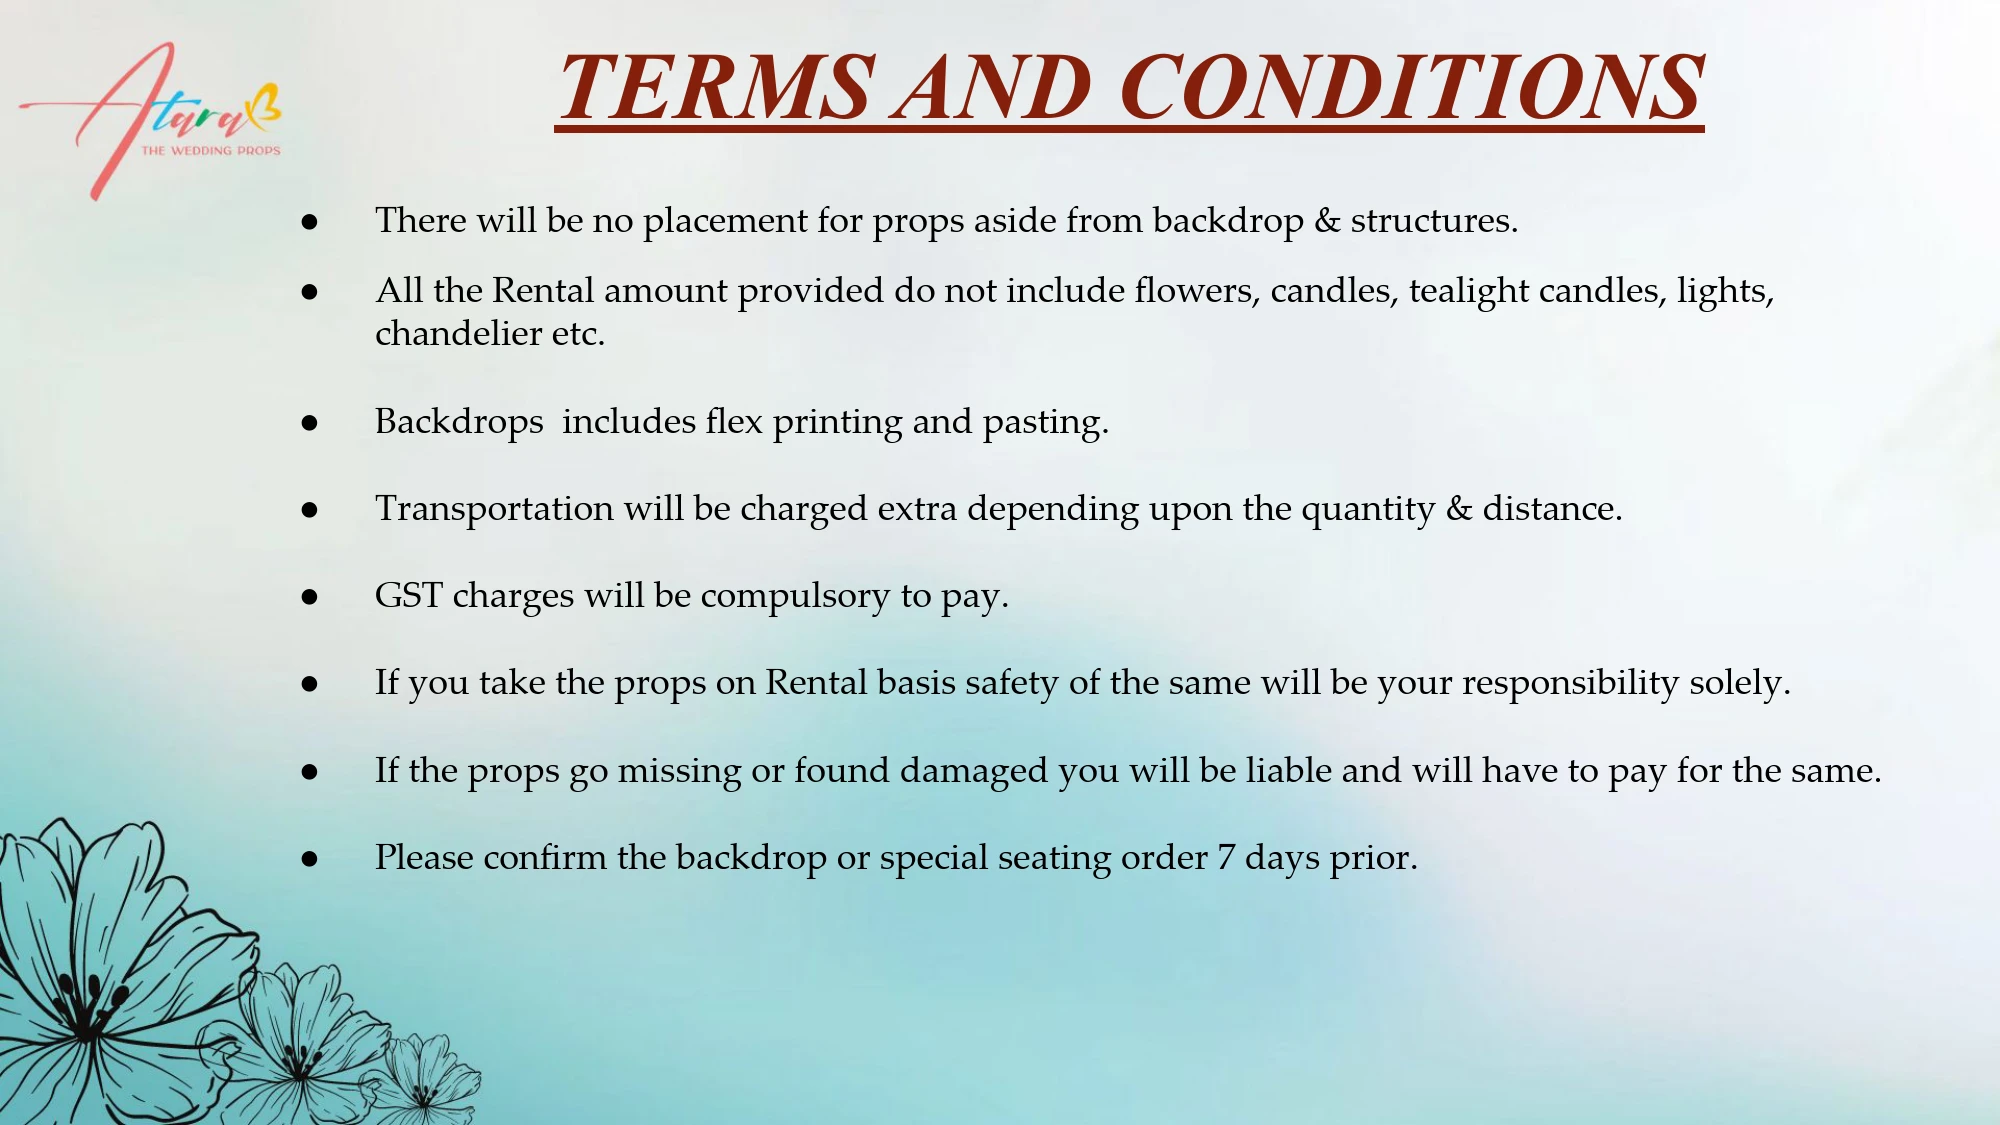 Atara
THE WEDDING PROPS
TERMS AND CONDITIONS
● There will be no placement for props aside from backdrop & structures.
● All the Rental amount provided do not include flowers, candles, tealight candles, lights,
chandelier etc.
● Backdrops  includes flex printing and pasting.
● Transportation will be charged extra depending upon the quantity & distance.
● GST charges will be compulsory to pay.
● If you take the props on Rental basis safety of the same will be your responsibility solely.
● If the props go missing or found damaged you will be liable and will have to pay for the same.
● Please confirm the backdrop or special seating order 7 days prior.